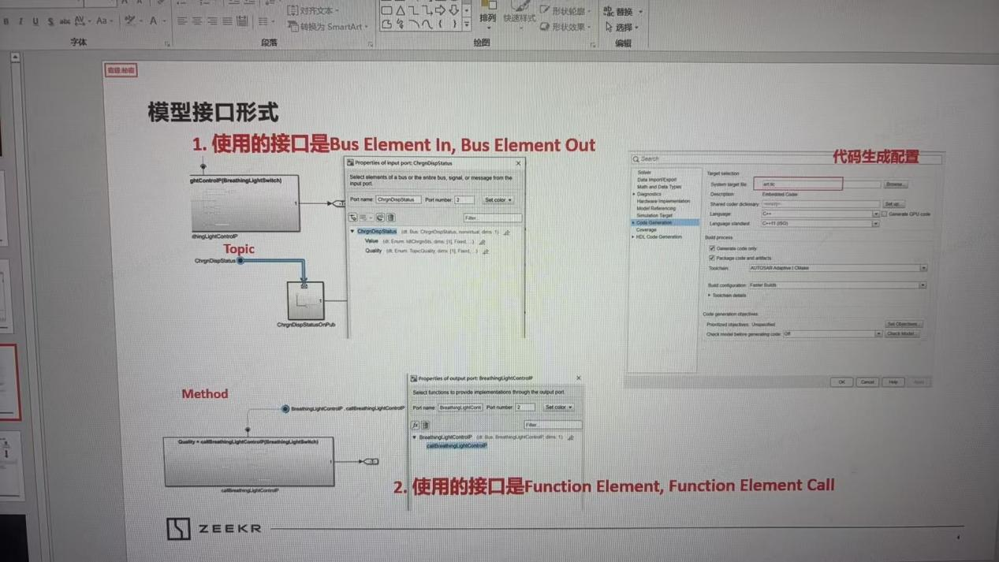 B I U S abc AV Aa A
对齐文本
转换为 SmartArt
排列
快速样式
形状轮廓
形状效果
替换
选择
字体
段落
绘图
编辑
模型接口形式
1. 使用的接口是Bus Element In, Bus Element Out
代码生成配置
Properties of input port: ChrgnDispStatus
Select elements of a bus or the entire bus, signal, or message from the
input port.
Port name: ChrgnDispStatus Port number: 2 Set color
Filter...
ChrgnDispStatus (dt: Bus: ChrgnDispStatus, nonvirtual, dims: 1)
Value
Quality (dt: Enum: TopicQuality, dims: [1], Fixed, ...)
ghtControlP(BreathingLightSwitch)
1
thingLightControlP
Topic
ChrgnDispStatus
1
ChrgnDispStatusOnPub
Search
Solver
Data Import/Export
Math and Data Types
Diagnostics
Hardware Implementation
Model Referencing
Simulation Target
Code Generation
Coverage
HDL Code Generation
Target selection
System target file: Browse...
Description: Embedded Coder
Shared coder dictionary: Set up...
Language: C++ Generate GPU code
Language standard: C++11 (ISO)
Build process
Generate code only
Package code and artifacts
Toolchain: AUTOSAR Adaptive | CMake
Build configuration: Faster Builds
Toolchain details
Code generation objectives
Prioritized objectives: Unspecified Set Objectives...
Check model before generating code: Off Check Model...
OK Cancel Help Apply
Method
BreathingLightControlP .callBreathingLightControlP
Quality = callBreathingLightControlP(BreathingLightSwitch)
callBreathingLightControlP
Properties of output port: BreathingLightControlP
Select functions to provide implementations through the output port.
Port name: BreathingLightCont Port number: 2 Set color
Filter...
BreathingLightControlP (dt: Bus: BreathingLightControlP, dims: 1)
callBreathingLightControlP
2. 使用的接口是Function Element, Function Element Call
ZEEKR
4